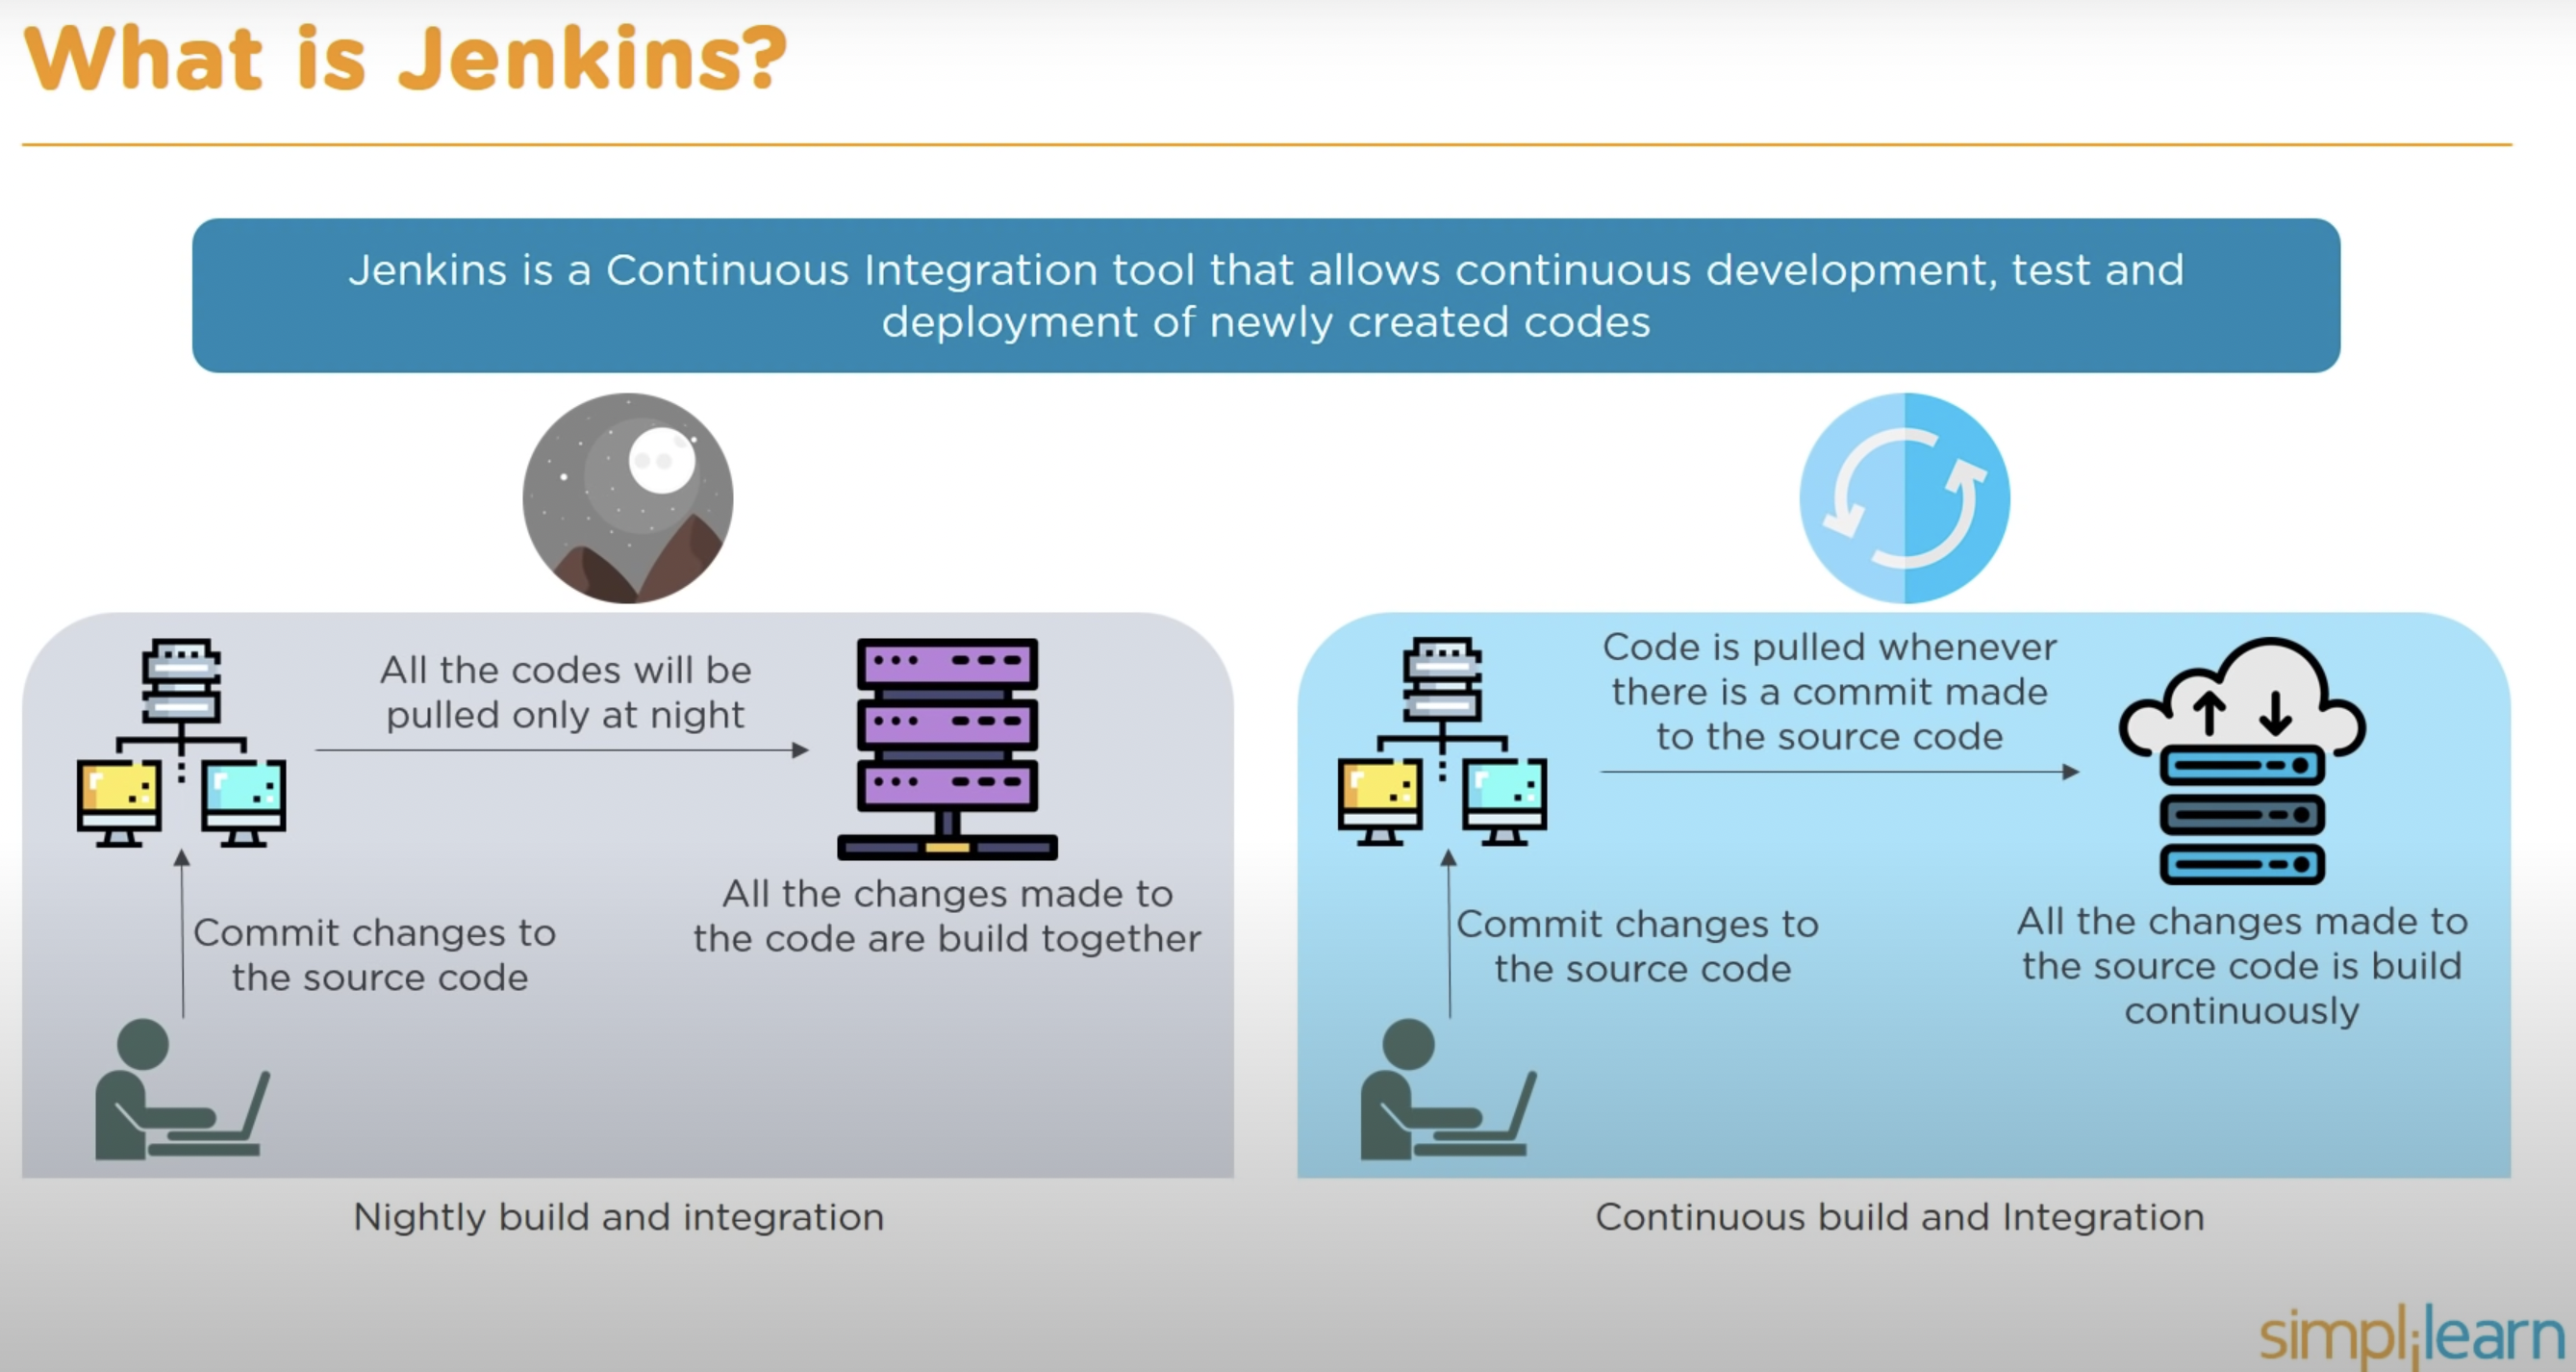 What is Jenkins?
Jenkins is a Continuous Integration tool that allows continuous development, test and
deployment of newly created codes
All the codes will be
pulled only at night
All the changes made to
the code are build together
Commit changes to
the source code
Nightly build and integration
Code is pulled whenever
there is a commit made
to the source code
All the changes made to
the source code is build
continuously
Commit changes to
the source code
Continuous build and Integration
simplilearn